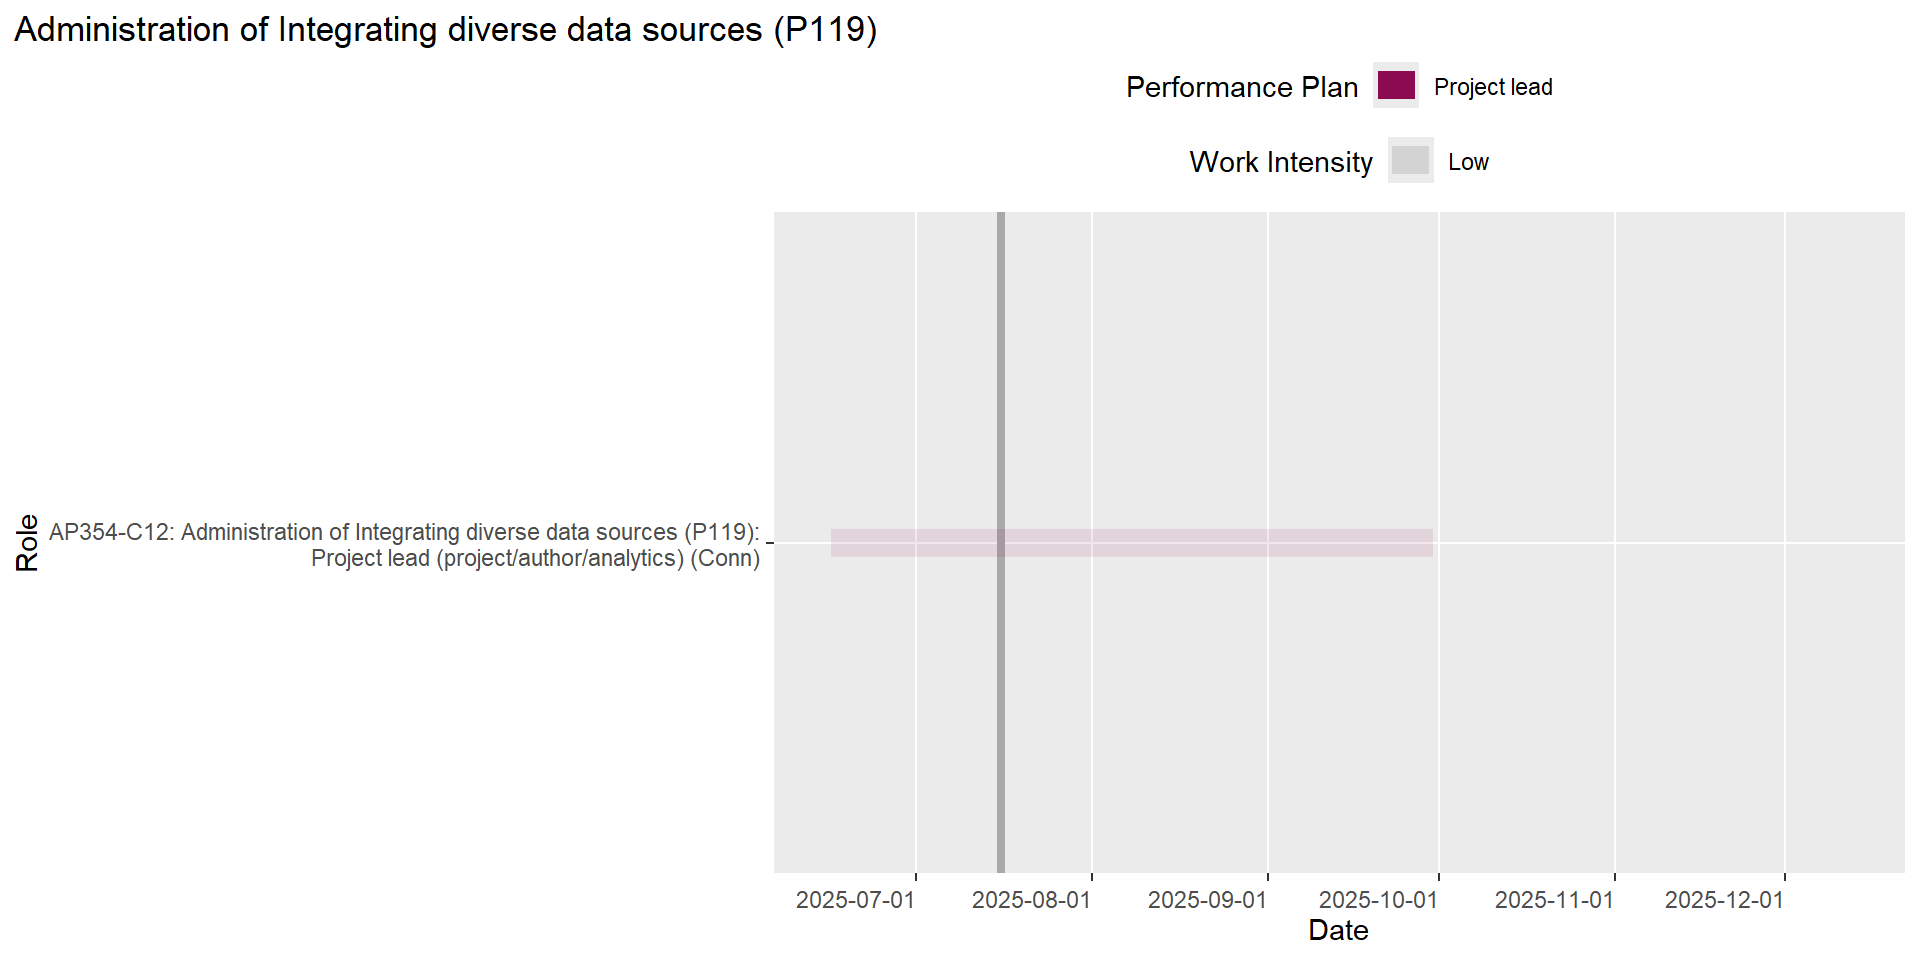 Administration of Integrating diverse data sources (P119)
Performance Plan
Project lead
Work Intensity
Low
Role
AP354-C12: Administration of Integrating diverse data sources (P119):
Project lead (project/author/analytics) (Conn)
2025-07-01
2025-08-01
2025-09-01
2025-10-01
2025-11-01
2025-12-01
Date